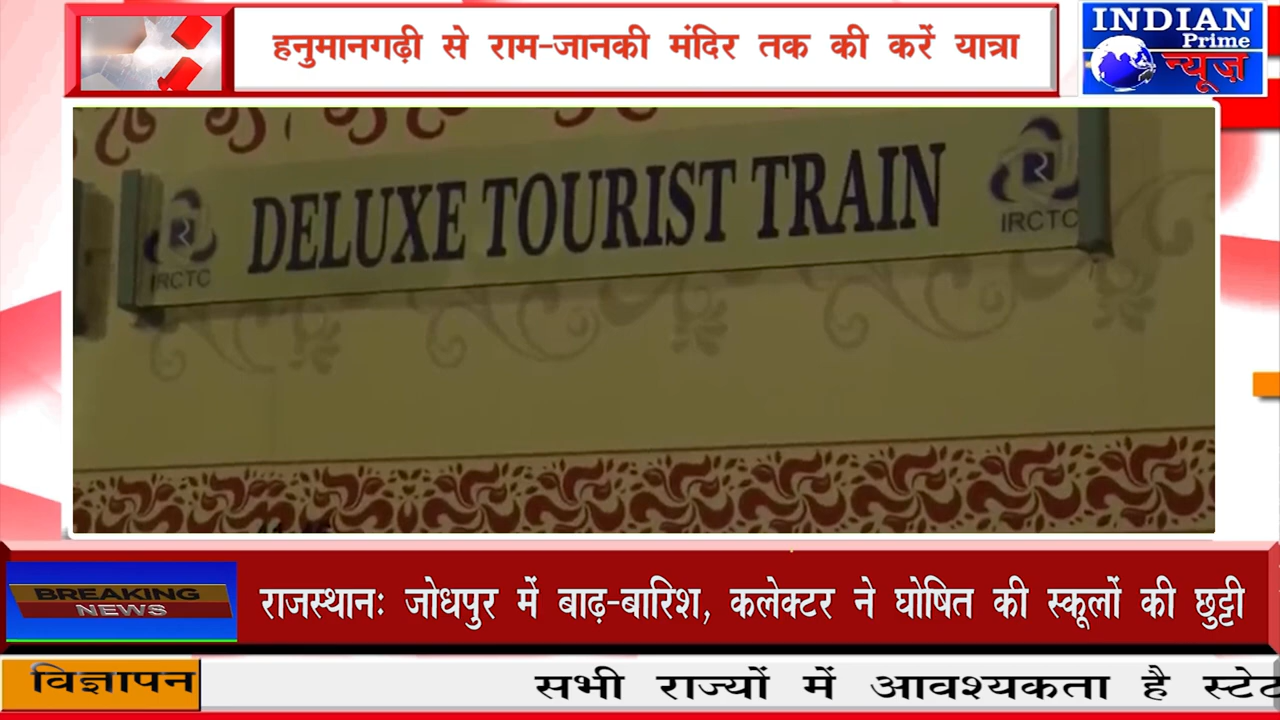 हनुमानगढ़ी से राम-जानकी मंदिर तक की करें यात्रा
INDIAN
Prime
न्यूज़
DELUXE TOURIST TRAIN
IRCTC
IRCTC
BREAKING
NEWS
राजस्थानः जोधपुर में बाढ़-बारिश, कलेक्टर ने घोषित की स्कूलों की छुट्टी
विज्ञापन
सभी राज्यों में आवश्यकता है